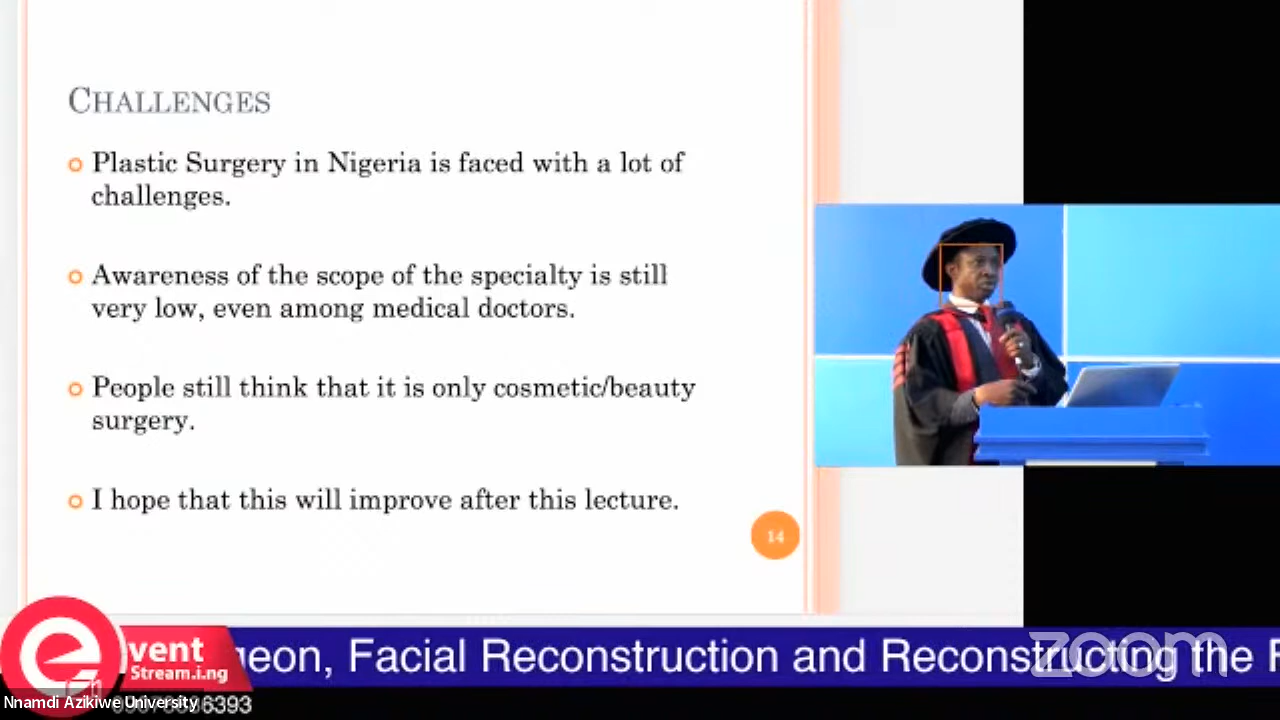 CHALLENGES
Plastic Surgery in Nigeria is faced with a lot of
challenges.
Awareness of the scope of the specialty is still
very low, even among medical doctors.
People still think that it is only cosmetic/beauty
surgery.
I hope that this will improve after this lecture.
14
event
Stream.i.ng
geon, Facial Reconstruction and Reconstructing the F
zoom
Nnamdi Azikiwe University